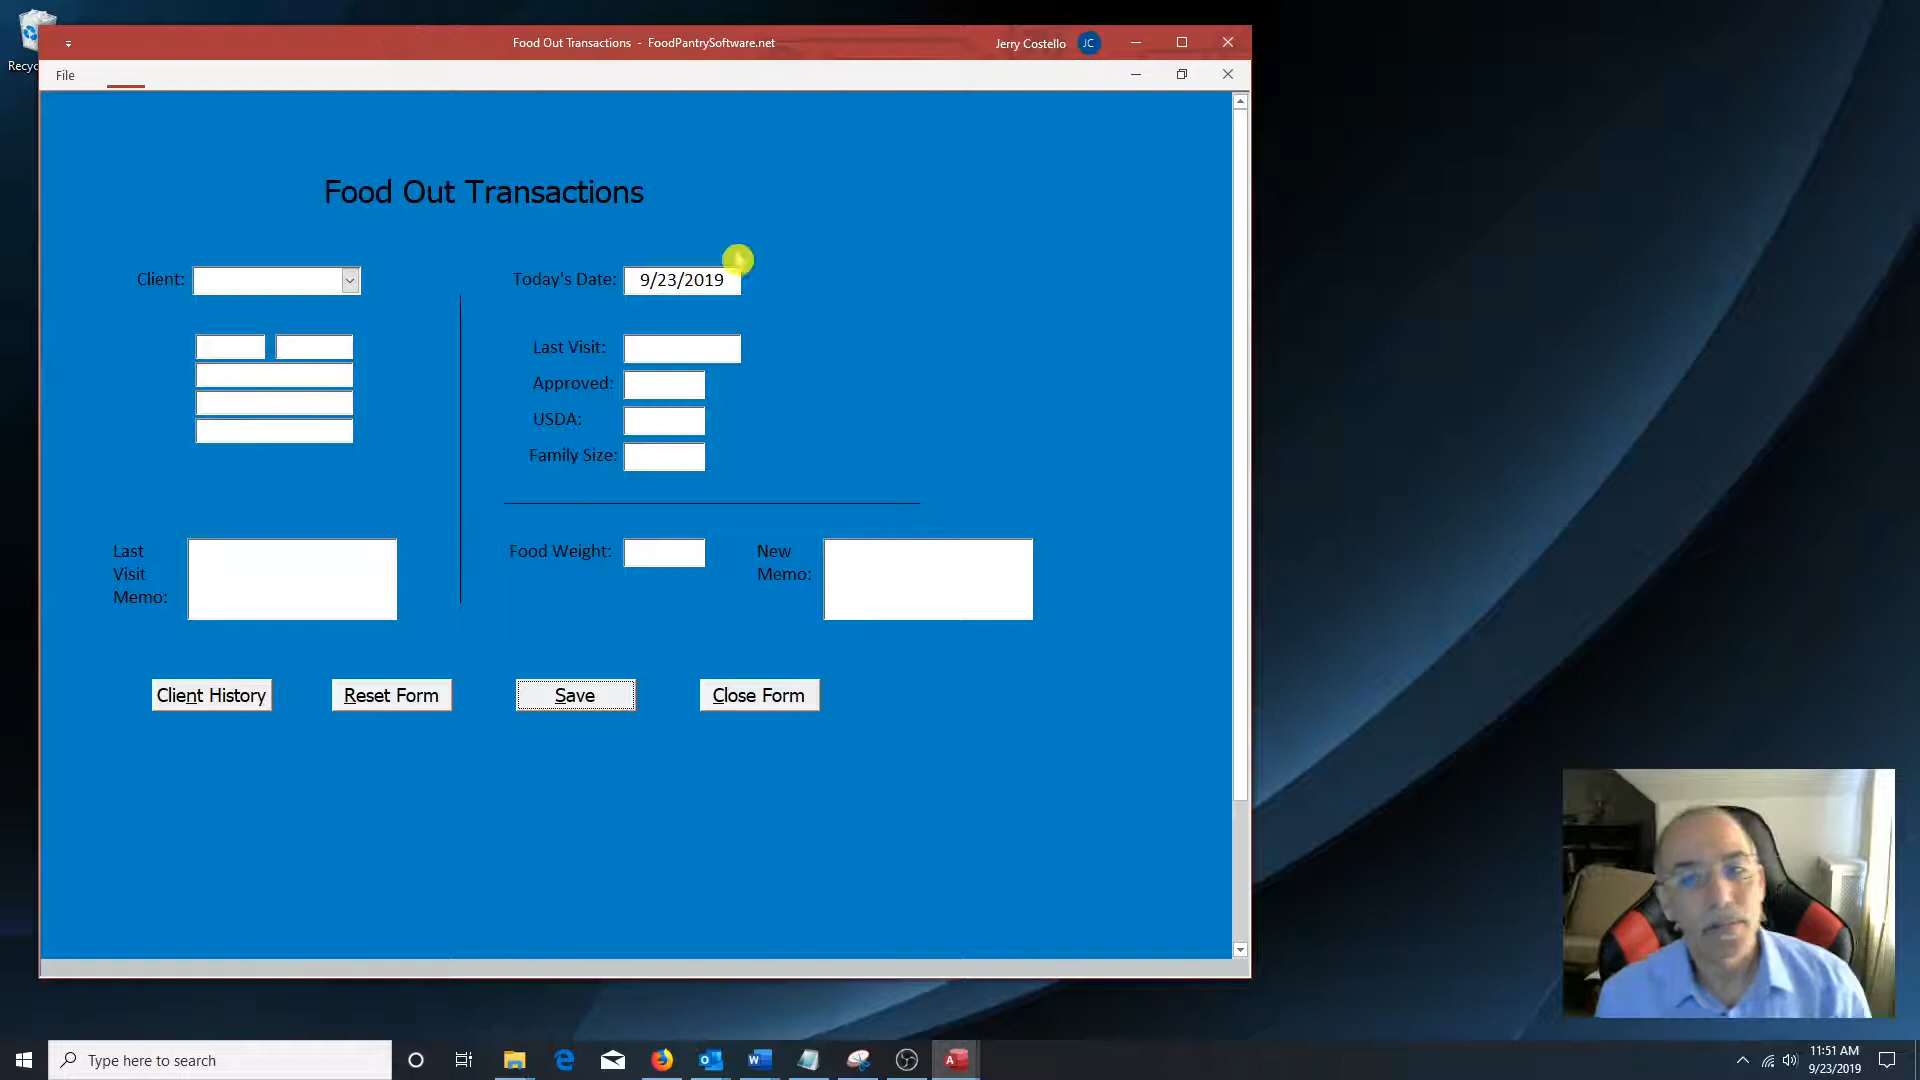 Recyc
Food Out Transactions - FoodPantrySoftware.net
Jerry Costello JC
File
Food Out Transactions
Client:
Today's Date: 9/23/2019
Last Visit:
Approved:
USDA:
Family Size:
Last
Visit
Memo:
Food Weight:
New
Memo:
Client History
Reset Form
Save
Close Form
Type here to search
11:51 AM
9/23/2019